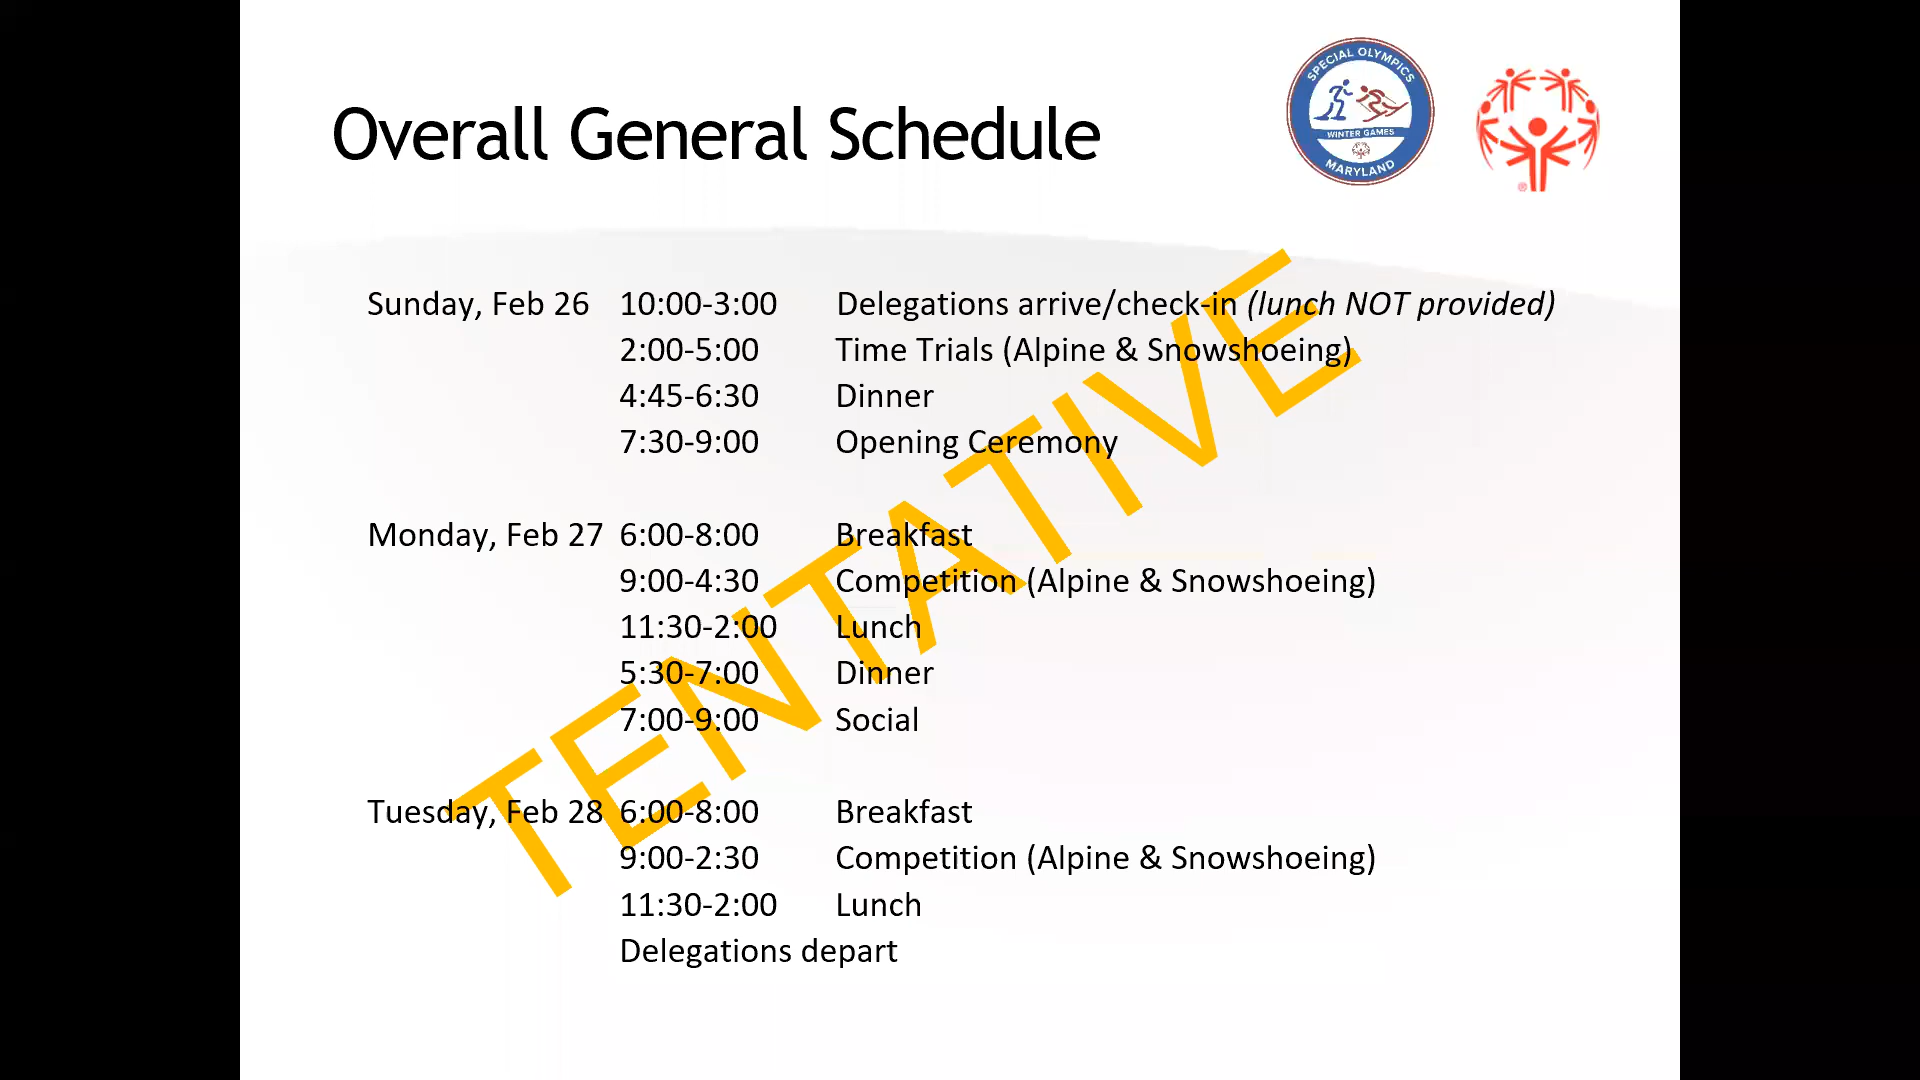 Overall General Schedule
SPECIAL OLYMPICS
WINTER GAMES
MARYLAND
®
Sunday, Feb 26 10:00-3:00 Delegations arrive/check-in (lunch NOT provided)
2:00-5:00 Time Trials (Alpine & Snowshoeing)
4:45-6:30 Dinner
7:30-9:00 Opening Ceremony
Monday, Feb 27 6:00-8:00 Breakfast
9:00-4:30 Competition (Alpine & Snowshoeing)
11:30-2:00 Lunch
5:30-7:00 Dinner
7:00-9:00 Social
Tuesday, Feb 28 6:00-8:00 Breakfast
9:00-2:30 Competition (Alpine & Snowshoeing)
11:30-2:00 Lunch
Delegations depart
TENTATIVE